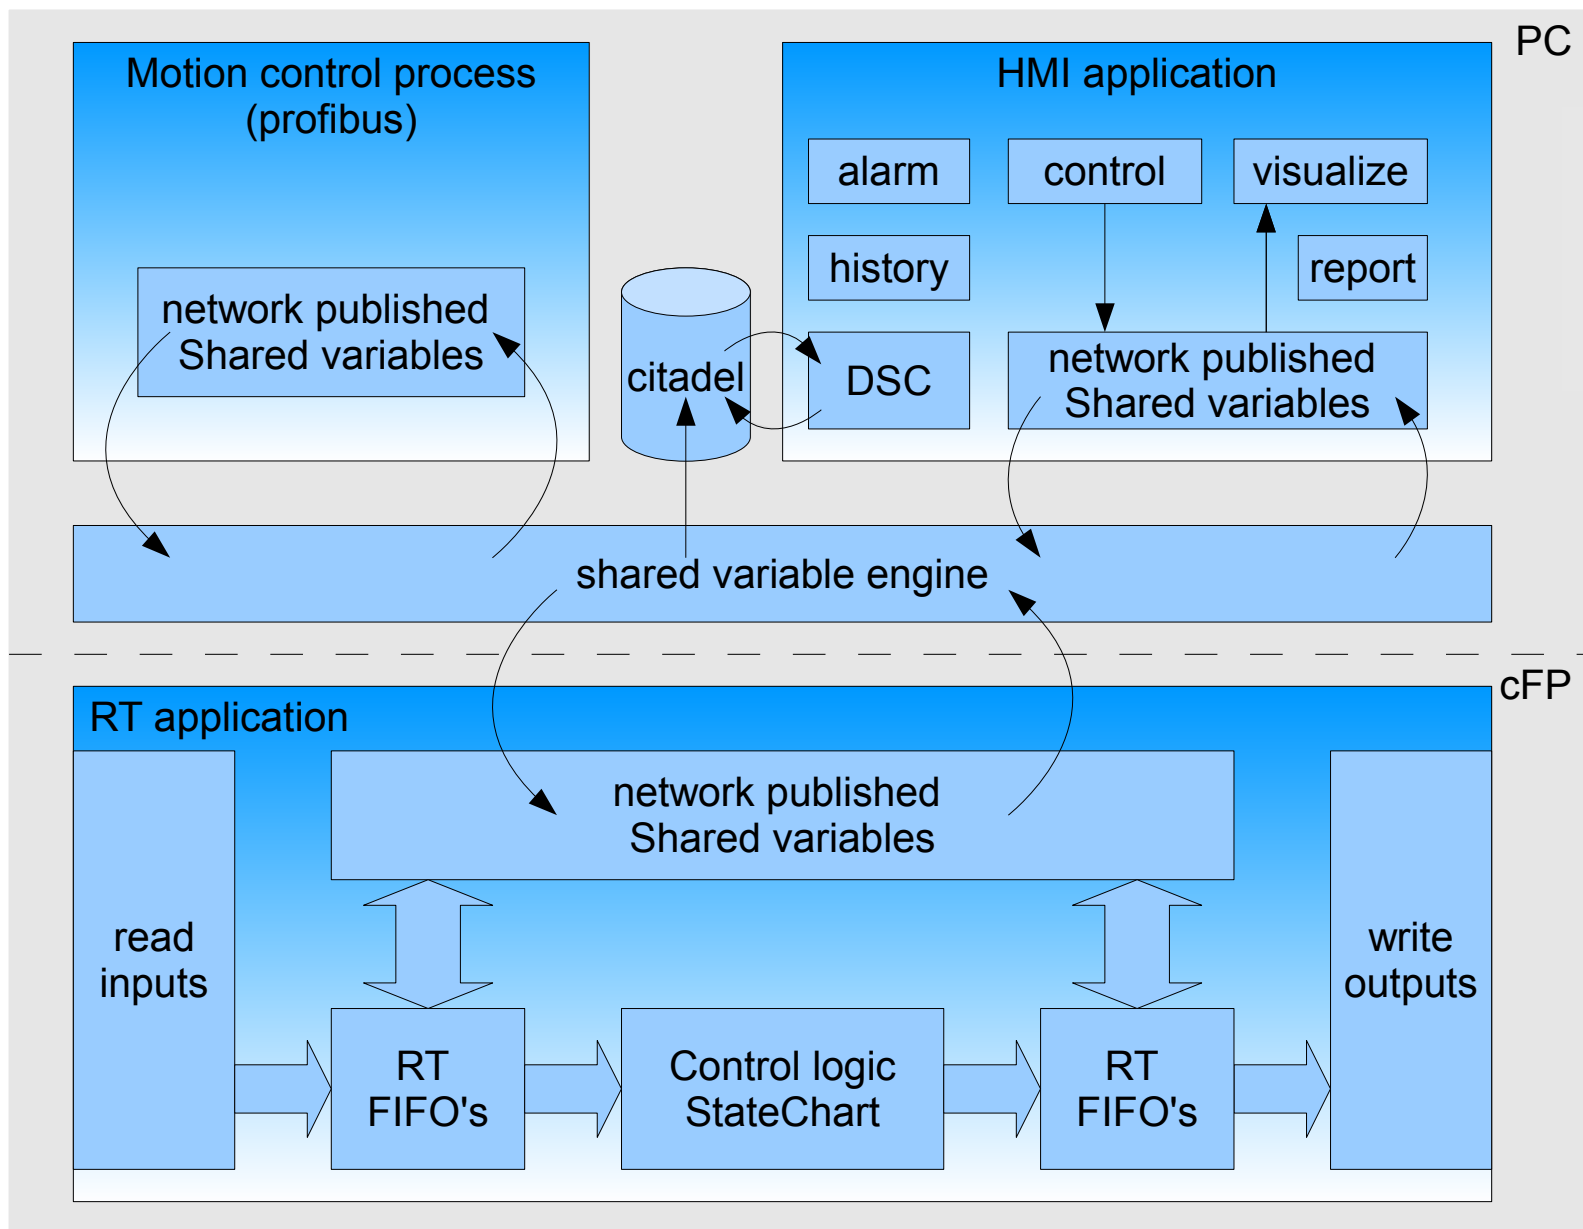 PC
Motion control process
(profibus)
network published
Shared variables
citadel
HMI application
alarm
control
visualize
history
report
DSC
network published
Shared variables
shared variable engine
cFP
RT application
network published
Shared variables
read
inputs
write
outputs
RT
FIFO's
Control logic
StateChart
RT
FIFO's